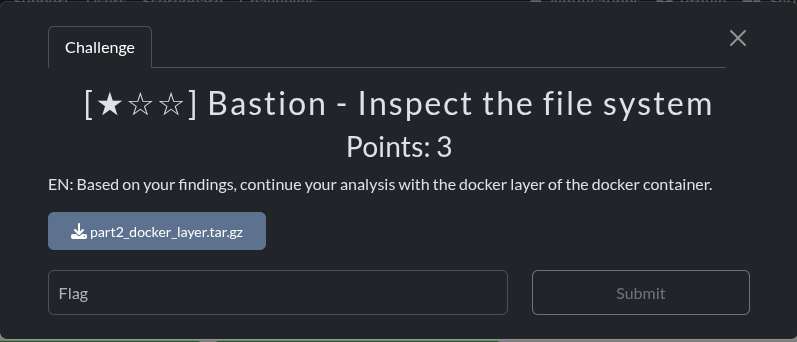 Challenge
[★☆☆] Bastion - Inspect the file system
Points: 3
EN: Based on your findings, continue your analysis with the docker layer of the docker container.
part2_docker_layer.tar.gz
Flag
Submit